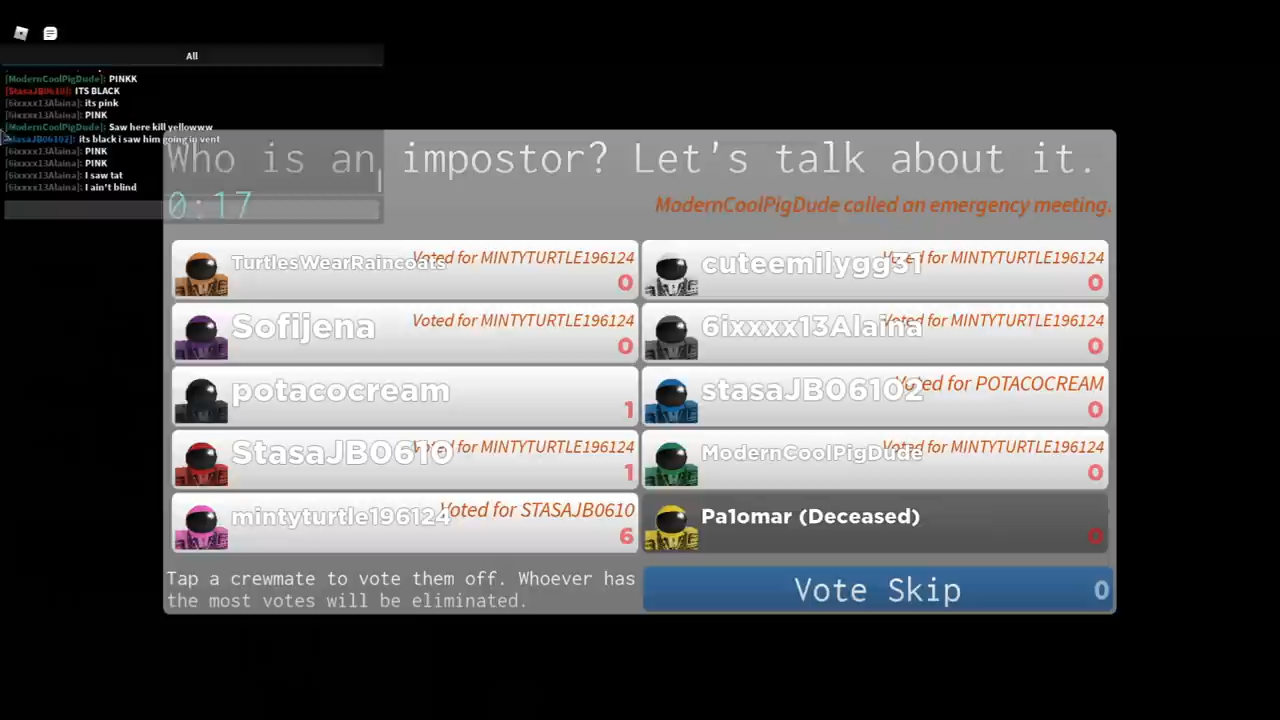 All
[ModernCoolPigDude]: PINKK
[StasaJB0610]: ITS BLACK
[6ixxxx13Alaina]: its pink
[6ixxxx13Alaina]: PINK
[ModernCoolPigDude]: Saw here kill yellowww
[stasaJB06102]: its black i saw him going in vent
[6ixxxx13Alaina]: PINK
[6ixxxx13Alaina]: PINK
[6ixxxx13Alaina]: I saw tat
[6ixxxx13Alaina]: I ain't blind
Who is an impostor? Let's talk about it.
0:17
ModernCoolPigDude called an emergency meeting.
TurtlesWearRaincoats Voted for MINTYTURTLE196124 0
cuteemilygg31 Voted for MINTYTURTLE196124 0
Sofijena Voted for MINTYTURTLE196124 0
6ixxxx13Alaina Voted for MINTYTURTLE196124 0
potacocream 1
stasaJB06102 Voted for POTACOCREAM 0
StasaJB0610 Voted for MINTYTURTLE196124 1
ModernCoolPigDude Voted for MINTYTURTLE196124 0
mintyturtle196124 Voted for STASAJB0610 6
Pa1omar (Deceased) 0
Tap a crewmate to vote them off. Whoever has
the most votes will be eliminated.
Vote Skip 0